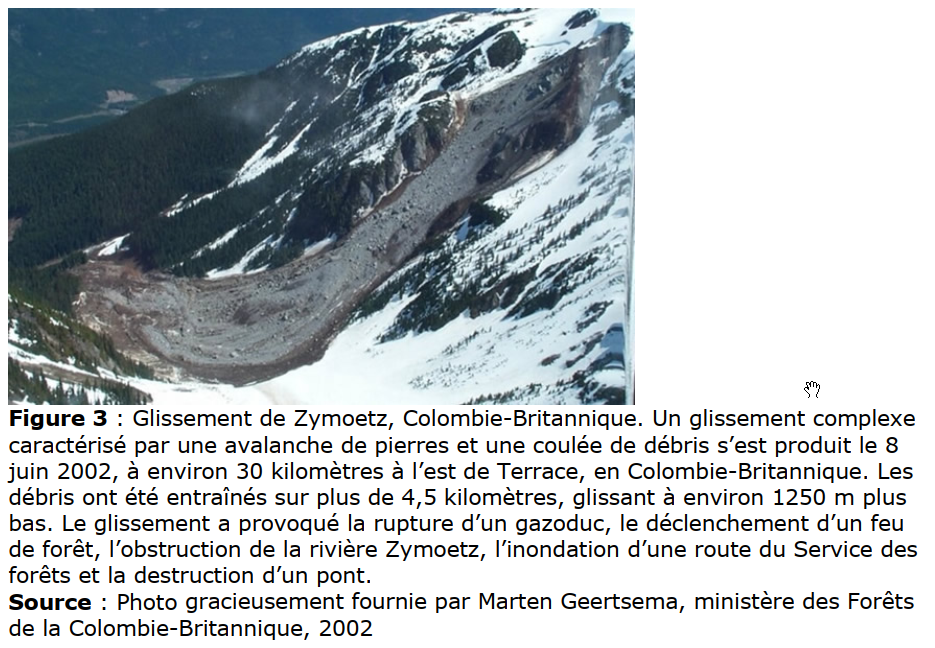 Figure 3 : Glissement de Zymoetz, Colombie-Britannique. Un glissement complexe
caractérisé par une avalanche de pierres et une coulée de débris s’est produit le 8
juin 2002, à environ 30 kilomètres à l’est de Terrace, en Colombie-Britannique. Les
débris ont été entraînés sur plus de 4,5 kilomètres, glissant à environ 1250 m plus
bas. Le glissement a provoqué la rupture d’un gazoduc, le déclenchement d’un feu
de forêt, l’obstruction de la rivière Zymoetz, l’inondation d’une route du Service des
forêts et la destruction d’un pont.
Source : Photo gracieusement fournie par Marten Geertsema, ministère des Forêts
de la Colombie-Britannique, 2002